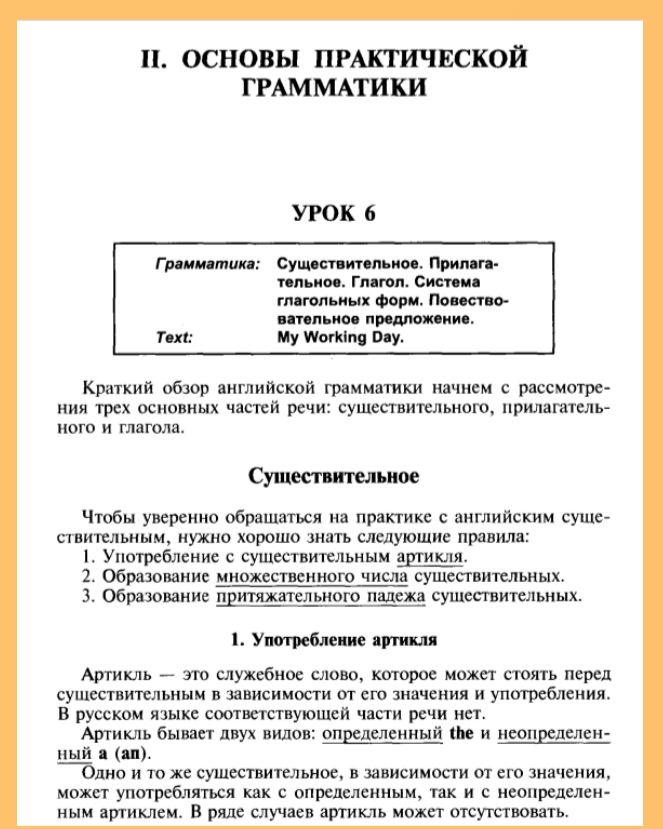 II. ОСНОВЫ ПРАКТИЧЕСКОЙ
ГРАММАТИКИ
УРОК 6
Грамматика: Существительное. Прилага-
тельное. Глагол. Система
глагольных форм. Повество-
вательное предложение.
Text: My Working Day.
Краткий обзор английской грамматики начнем с рассмотре-
ния трех основных частей речи: существительного, прилагатель-
ного и глагола.
Существительное
Чтобы уверенно обращаться на практике с английским суще-
ствительным, нужно хорошо знать следующие правила:
1. Употребление с существительным артикля.
2. Образование множественного числа существительных.
3. Образование притяжательного падежа существительных.
1. Употребление артикля
Артикль — это служебное слово, которое может стоять перед
существительным в зависимости от его значения и употребления.
В русском языке соответствующей части речи нет.
Артикль бывает двух видов: определенный the и неопределен-
ный a (an).
Одно и то же существительное, в зависимости от его значения,
может употребляться как с определенным, так и с неопределен-
ным артиклем. В ряде случаев артикль может отсутствовать.